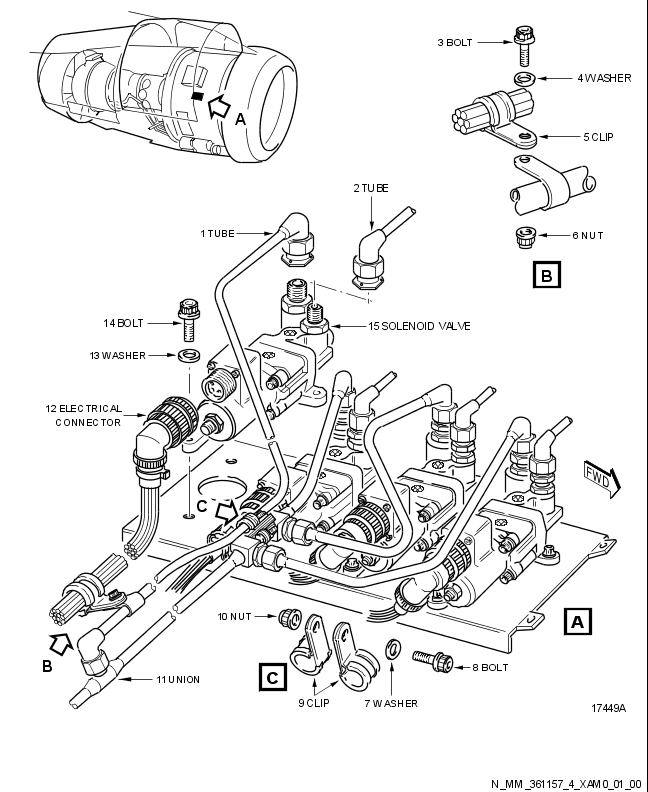 3 BOLT
4 WASHER
A
5 CLIP
2 TUBE
1 TUBE
6 NUT
B
14 BOLT
15 SOLENOID VALVE
13 WASHER
12 ELECTRICAL
CONNECTOR
FWD
C
10 NUT
A
B
C
8 BOLT
11 UNION
9 CLIP
7 WASHER
17449A
N_MM_361157_4_XAM0_01_00